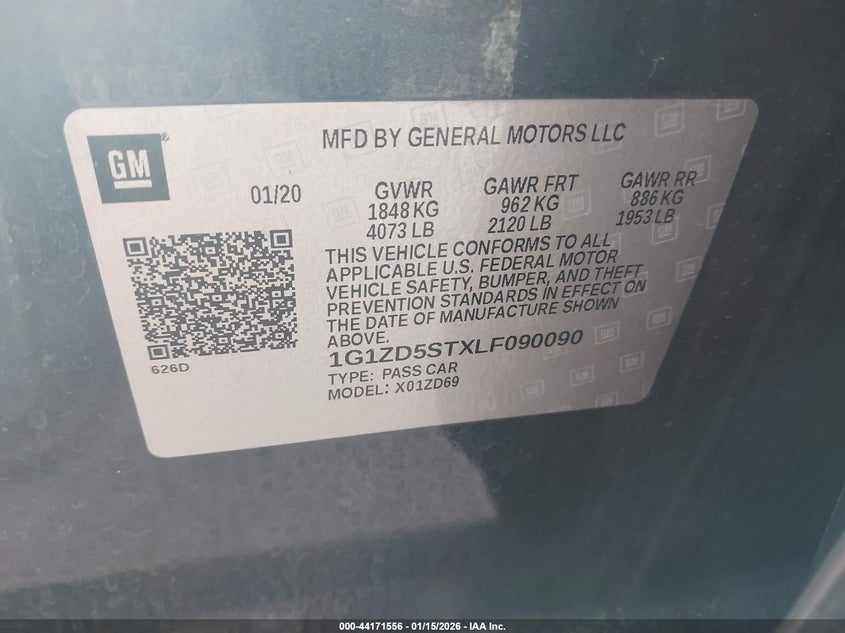 GM
MFD BY GENERAL MOTORS LLC
01/20
GVWR
1848 KG
4073 LB
GAWR FRT
962 KG
2120 LB
GAWR RR
886 KG
1953 LB
THIS VEHICLE CONFORMS TO ALL
APPLICABLE U.S. FEDERAL MOTOR
VEHICLE SAFETY, BUMPER, AND THEFT
PREVENTION STANDARDS IN EFFECT ON
THE DATE OF MANUFACTURE SHOWN
ABOVE.
1G1ZD5STXLF090090
TYPE: PASS CAR
MODEL: X01ZD69
626D
000-44171556 - 01/15/2026 - IAA Inc.